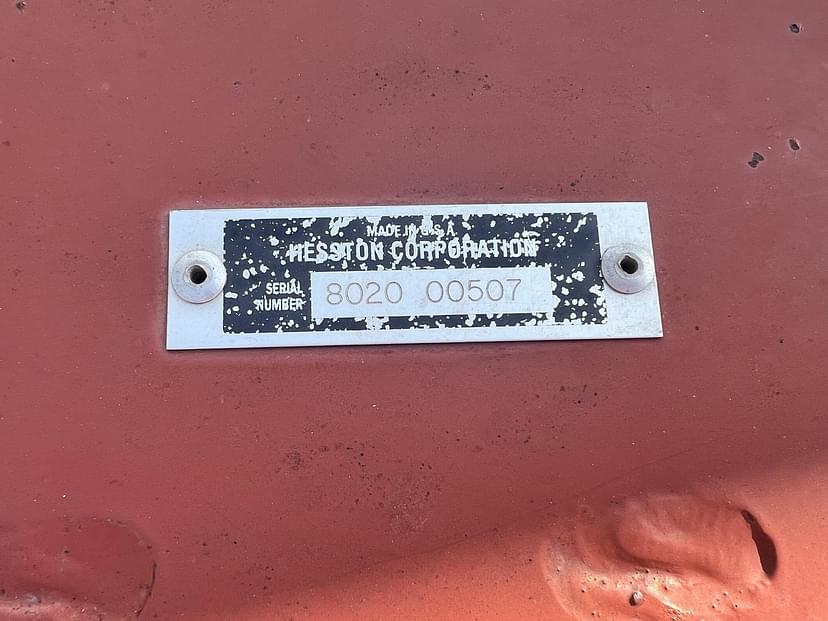 MADE IN U.S.A.
HESSTON CORPORATION
SERIAL
NUMBER
8020 00507